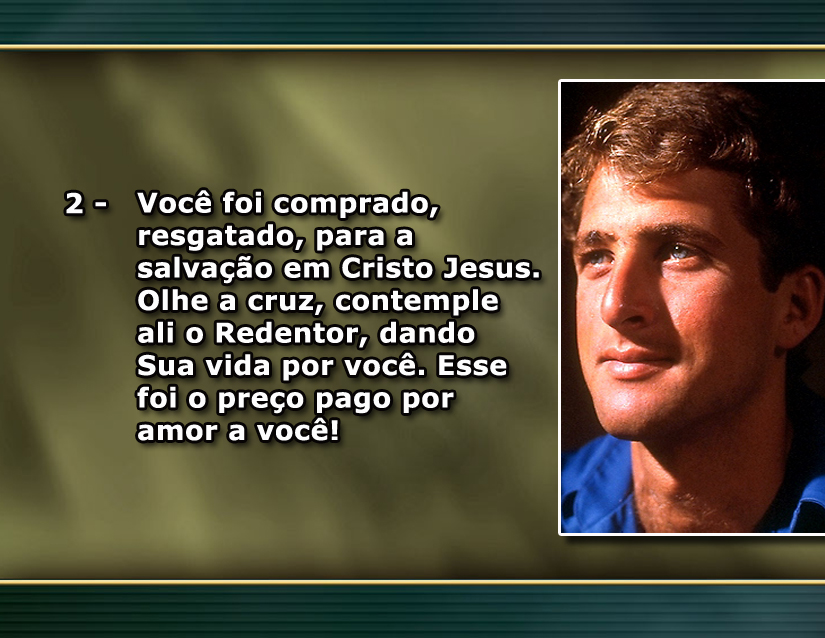 2 - Você foi comprado,
resgatado, para a
salvação em Cristo Jesus.
Olhe a cruz, contemple
ali o Redentor, dando
Sua vida por você. Esse
foi o preço pago por
amor a você!